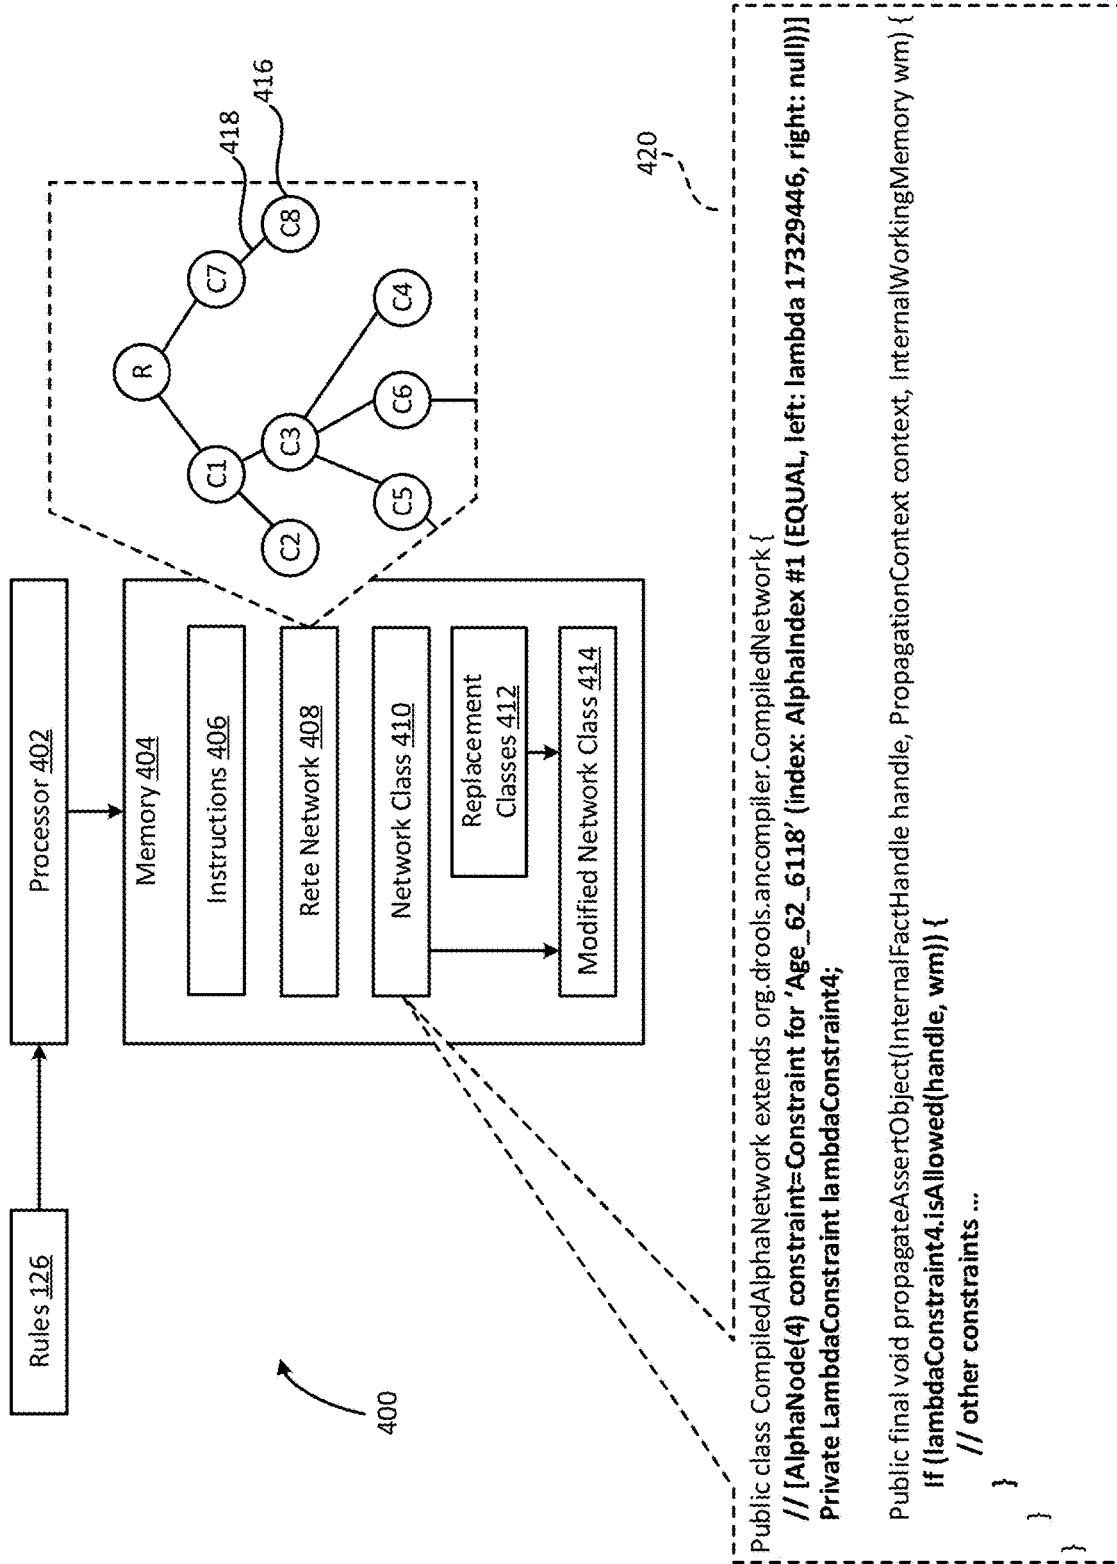 Rules 126
Processor 402
Memory 404
Instructions 406
Rete Network 408
Network Class 410
Replacement
Classes 412
Modified Network Class 414
400
R
C1
C7
C2
C3
C8
C5
C6
C4
418
416
420
Public class CompiledAlphaNetwork extends org.drools.ancompiler.CompiledNetwork {
// [AlphaNode(4) constraint=Constraint for ‘Age_62_6118’ (index: AlphaIndex #1 (EQUAL, left: lambda 17329446, right: null))]
Private LambdaConstraint lambdaConstraint4;
Public final void propagateAssertObject(InternalFactHandle handle, PropagationContext context, InternalWorkingMemory wm) {
If (lambdaConstraint4.isAllowed(handle, wm)) {
// other constraints ...
}
}
}